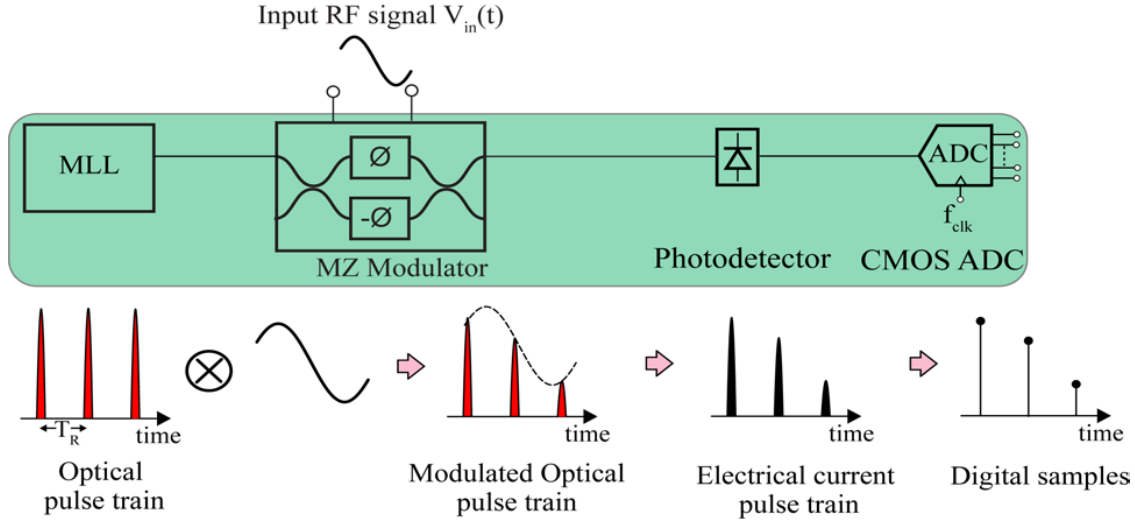 Input RF signal V_in(t)
MLL
Ø
-Ø
MZ Modulator
Photodetector
ADC
f_clk
CMOS ADC
T_R
time
time
time
time
Optical
pulse train
Modulated Optical
pulse train
Electrical current
pulse train
Digital samples